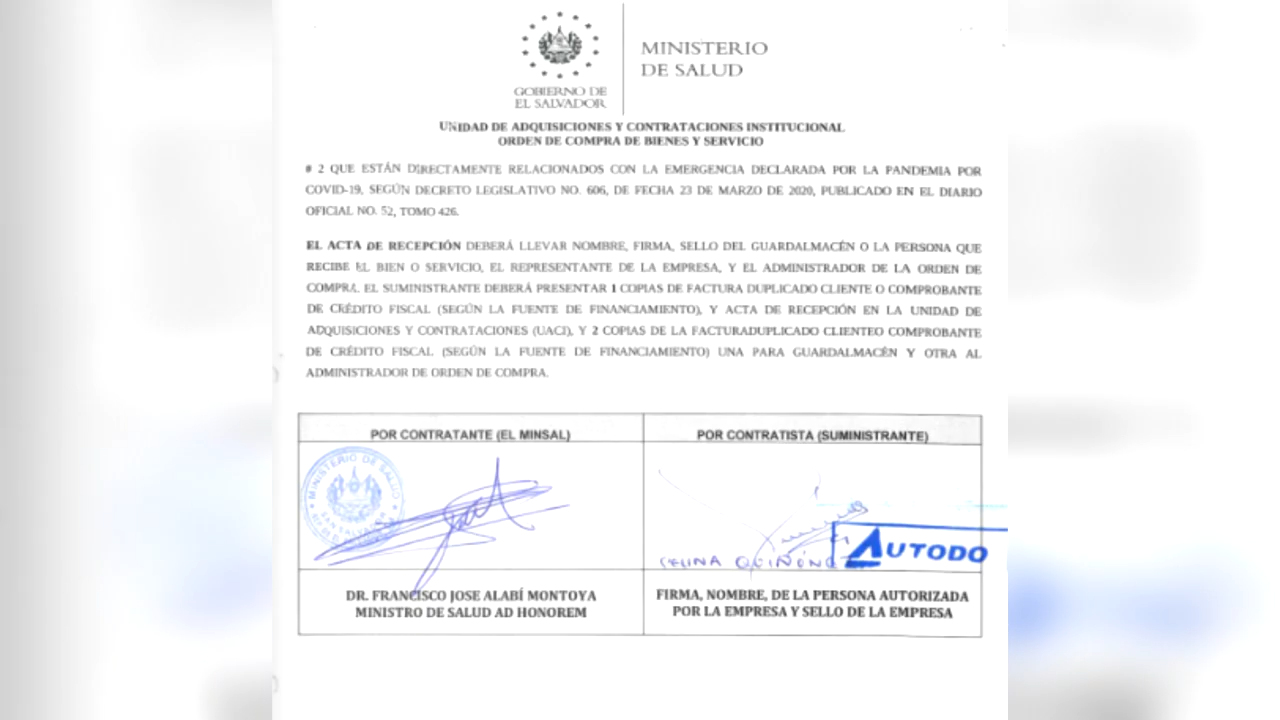 GOBIERNO DE
EL SALVADOR
MINISTERIO
DE SALUD
UNIDAD DE ADQUISICIONES Y CONTRATACIONES INSTITUCIONAL
ORDEN DE COMPRA DE BIENES Y SERVICIO
# 2 QUE ESTÁN DIRECTAMENTE RELACIONADOS CON LA EMERGENCIA DECLARADA POR LA PANDEMIA POR
COVID-19, SEGÚN DECRETO LEGISLATIVO NO. 606, DE FECHA 23 DE MARZO DE 2020, PUBLICADO EN EL DIARIO
OFICIAL NO. 52, TOMO 426.
EL ACTA DE RECEPCIÓN DEBERÁ LLEVAR NOMBRE, FIRMA, SELLO DEL GUARDALMACÉN O LA PERSONA QUE
RECIBE EL BIEN O SERVICIO, EL REPRESENTANTE DE LA EMPRESA, Y EL ADMINISTRADOR DE LA ORDEN DE
COMPRA. EL SUMINISTRANTE DEBERÁ PRESENTAR 1 COPIAS DE FACTURA DUPLICADO CLIENTE O COMPROBANTE
DE CRÉDITO FISCAL (SEGÚN LA FUENTE DE FINANCIAMIENTO), Y ACTA DE RECEPCIÓN EN LA UNIDAD DE
ADQUISICIONES Y CONTRATACIONES (UACI), Y 2 COPIAS DE LA FACTURADUPLICADO CLIENTEO COMPROBANTE
DE CRÉDITO FISCAL (SEGÚN LA FUENTE DE FINANCIAMIENTO) UNA PARA GUARDALMACÉN Y OTRA AL
ADMINISTRADOR DE ORDEN DE COMPRA.
POR CONTRATANTE (EL MINSAL)
POR CONTRATISTA (SUMINISTRANTE)
MINISTERIO DE SALUD
SAN SALVADOR
CELINA QUIÑÓNEZ
AUTODO
DR. FRANCISCO JOSE ALABÍ MONTOYA
MINISTRO DE SALUD AD HONOREM
FIRMA, NOMBRE, DE LA PERSONA AUTORIZADA
POR LA EMPRESA Y SELLO DE LA EMPRESA